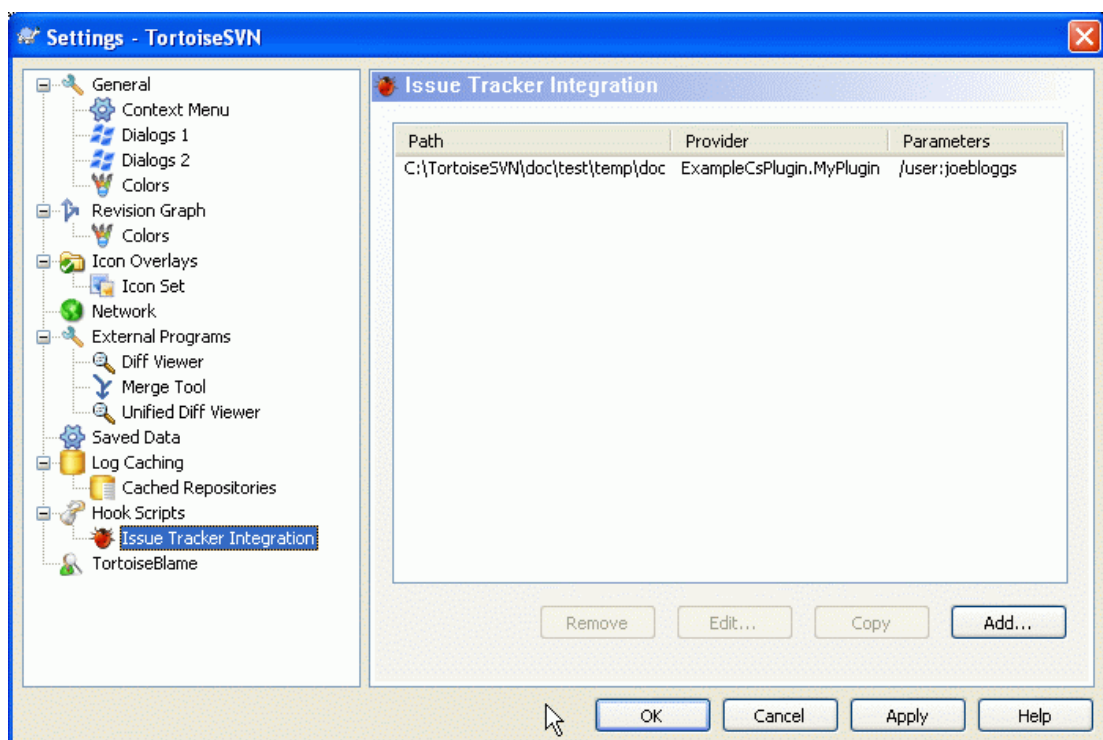 Settings - TortoiseSVN
General
Context Menu
Dialogs 1
Dialogs 2
Colors
Revision Graph
Colors
Icon Overlays
Icon Set
Network
External Programs
Diff Viewer
Merge Tool
Unified Diff Viewer
Saved Data
Log Caching
Cached Repositories
Hook Scripts
Issue Tracker Integration
TortoiseBlame
Issue Tracker Integration
Path Provider Parameters
C:\TortoiseSVN\doc\test\temp\doc ExampleCsPlugin.MyPlugin /user:joebloggs
Remove Edit... Copy Add...
OK Cancel Apply Help